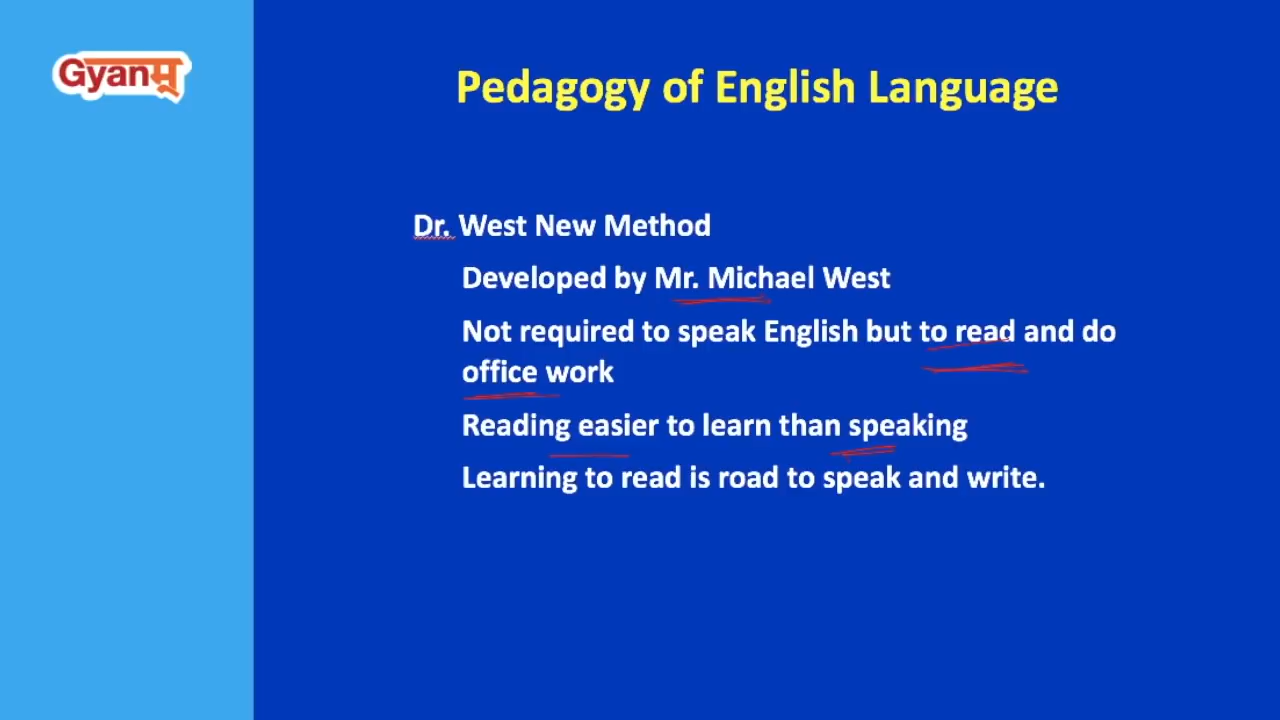 Gyanम्
Pedagogy of English Language
Dr. West New Method
Developed by Mr. Michael West
Not required to speak English but to read and do
office work
Reading easier to learn than speaking
Learning to read is road to speak and write.